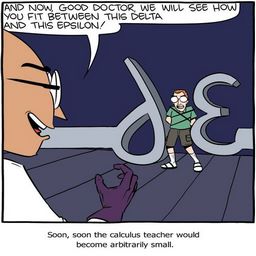 AND NOW, GOOD DOCTOR, WE WILL SEE HOW
YOU FIT BETWEEN THIS DELTA
AND THIS EPSILON!
δ ε
Soon, soon the calculus teacher would
become arbitrarily small.